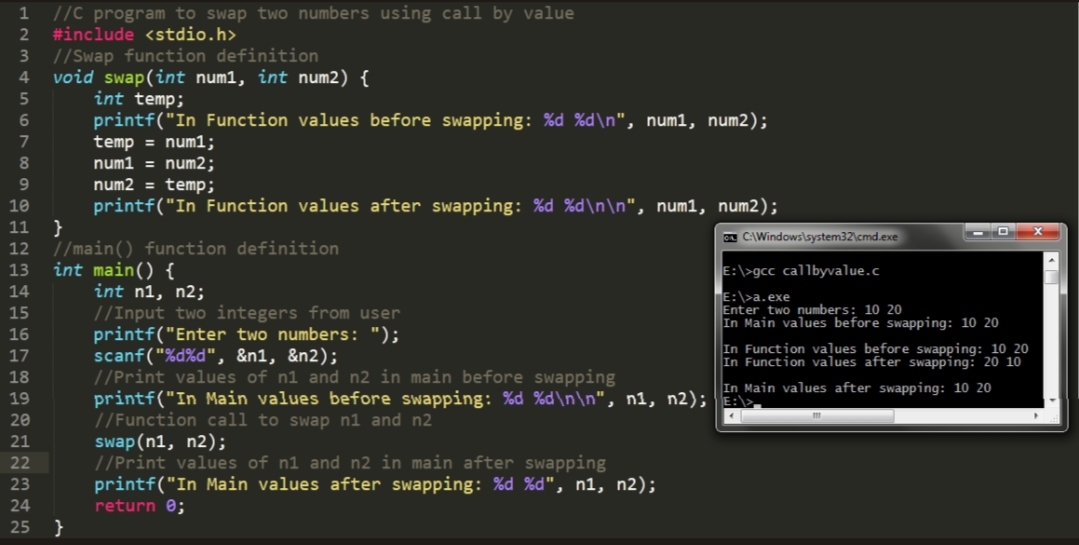 1 //C program to swap two numbers using call by value
2 #include <stdio.h>
3 //Swap function definition
4 void swap(int num1, int num2) {
5     int temp;
6     printf("In Function values before swapping: %d %d\n", num1, num2);
7     temp = num1;
8     num1 = num2;
9     num2 = temp;
10     printf("In Function values after swapping: %d %d\n\n", num1, num2);
11 }
12 //main() function definition
13 int main() {
14     int n1, n2;
15     //Input two integers from user
16     printf("Enter two numbers: ");
17     scanf("%d%d", &n1, &n2);
18     //Print values of n1 and n2 in main before swapping
19     printf("In Main values before swapping: %d %d\n\n", n1, n2);
20     //Function call to swap n1 and n2
21     swap(n1, n2);
22     //Print values of n1 and n2 in main after swapping
23     printf("In Main values after swapping: %d %d", n1, n2);
24     return 0;
25 }
C:\Windows\system32\cmd.exe
E:\>gcc callbyvalue.c
E:\>a.exe
Enter two numbers: 10 20
In Main values before swapping: 10 20
In Function values before swapping: 10 20
In Function values after swapping: 20 10
In Main values after swapping: 10 20
E:\>_